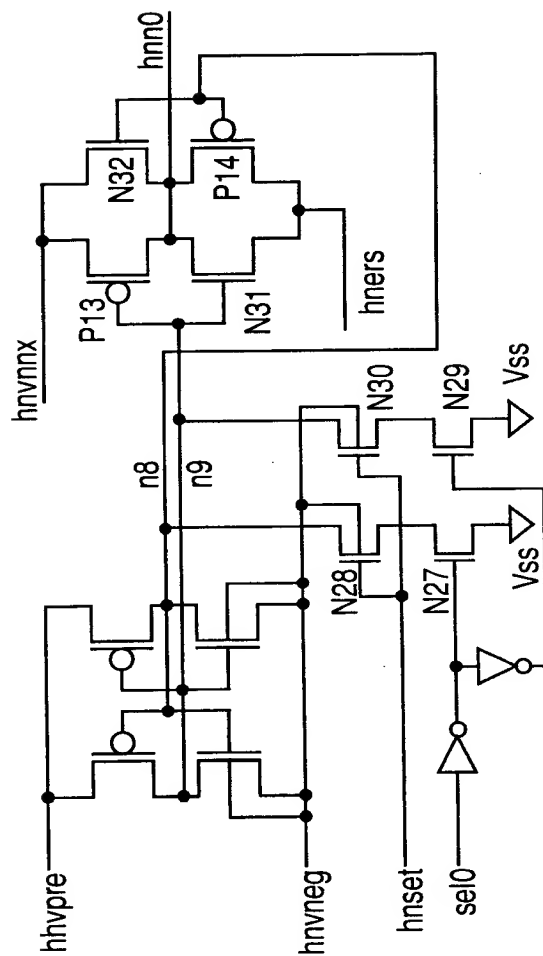 hnvnnx
hnn0
N32
P13
P14
N31
hners
n8
n9
N30
N28
N29
N27
Vss
Vss
hhvpre
hnvneg
hnset
sel0